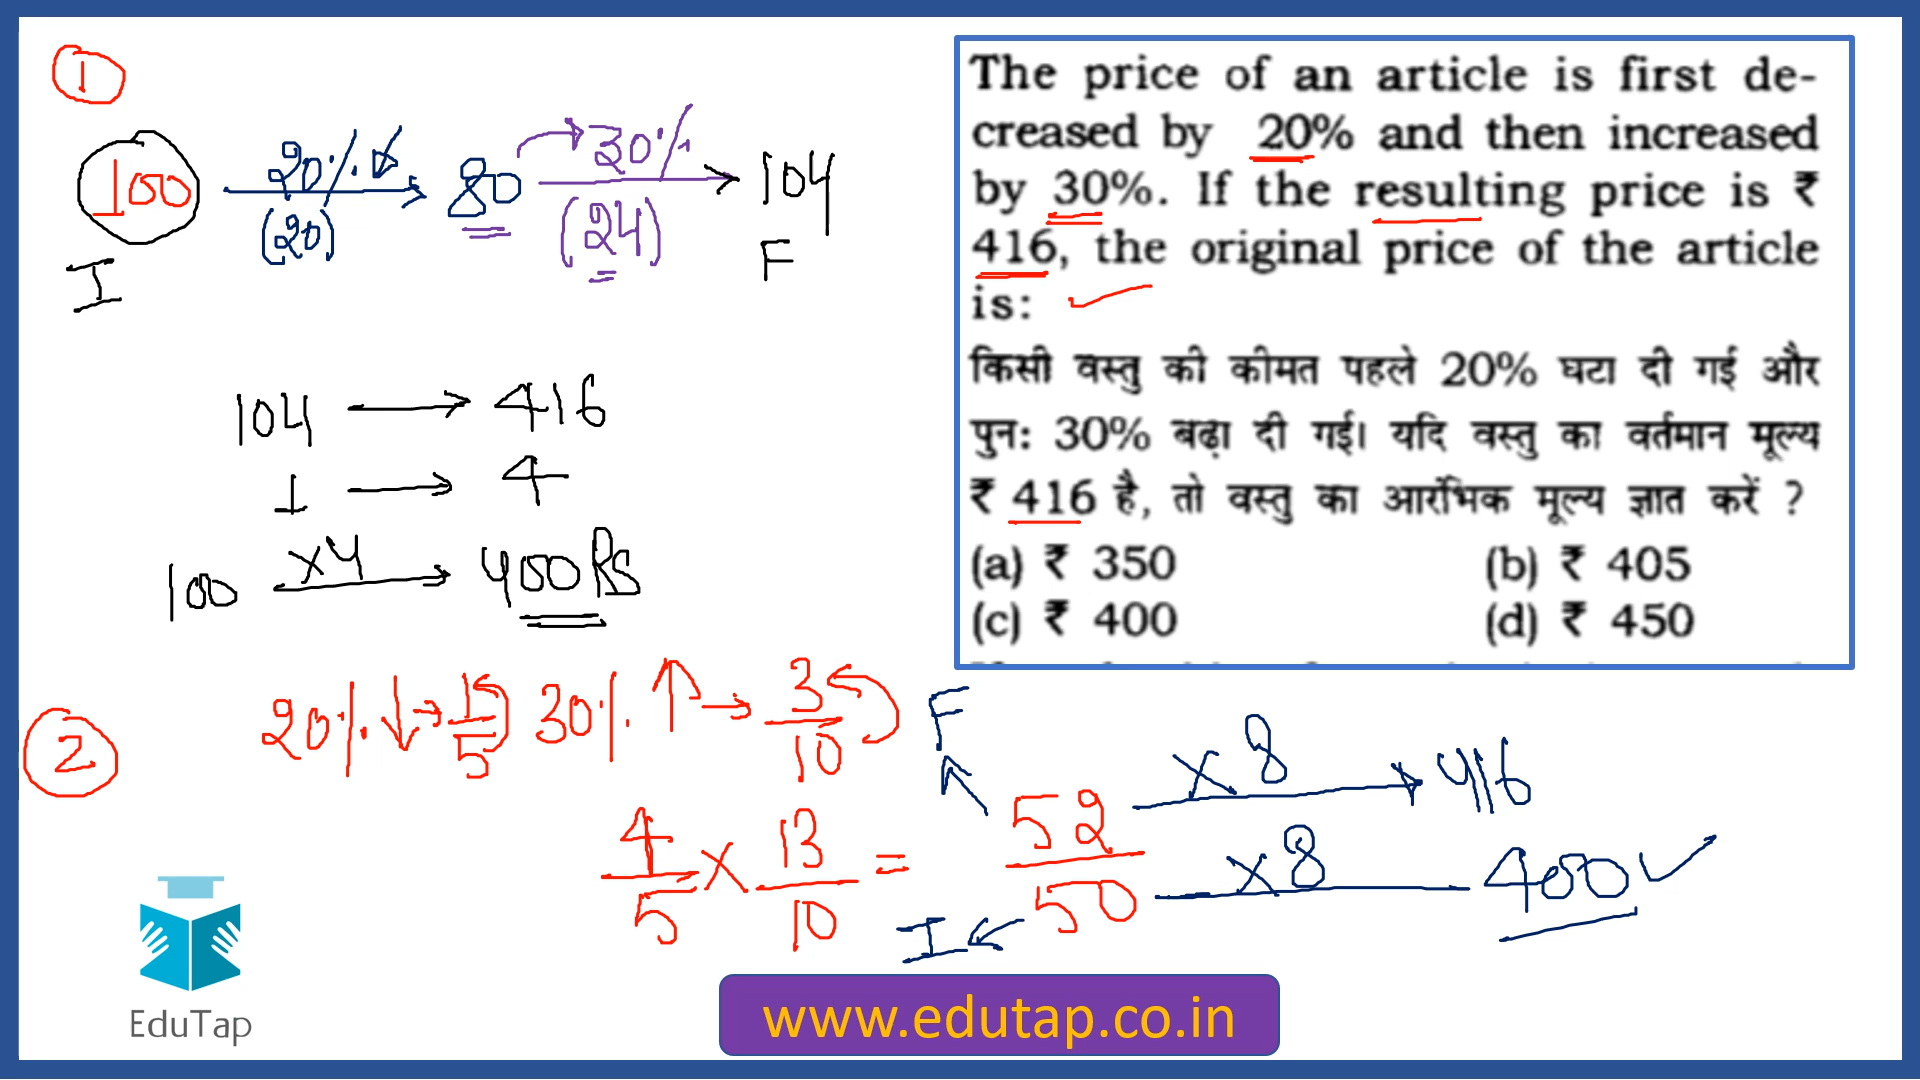 1
100 20% (20) 80 30% (24) 104
I F
104 → 416
1 → 4
100 ×4 → 400 Rs
The price of an article is first de-
creased by 20% and then increased
by 30%. If the resulting price is ₹
416, the original price of the article
is:
किसी वस्तु की कीमत पहले 20% घटा दी गई और
पुनः 30% बढ़ा दी गई। यदि वस्तु का वर्तमान मूल्य
₹ 416 है, तो वस्तु का आरंभिक मूल्य ज्ञात करें ?
(a) ₹ 350 (b) ₹ 405
(c) ₹ 400 (d) ₹ 450
2
20% ↓ → 1/5 30% ↑ → 3/10
4/5 × 13/10 = 52/50
F 52 ×8 → 416
I 50 ×8 400
EduTap
www.edutap.co.in